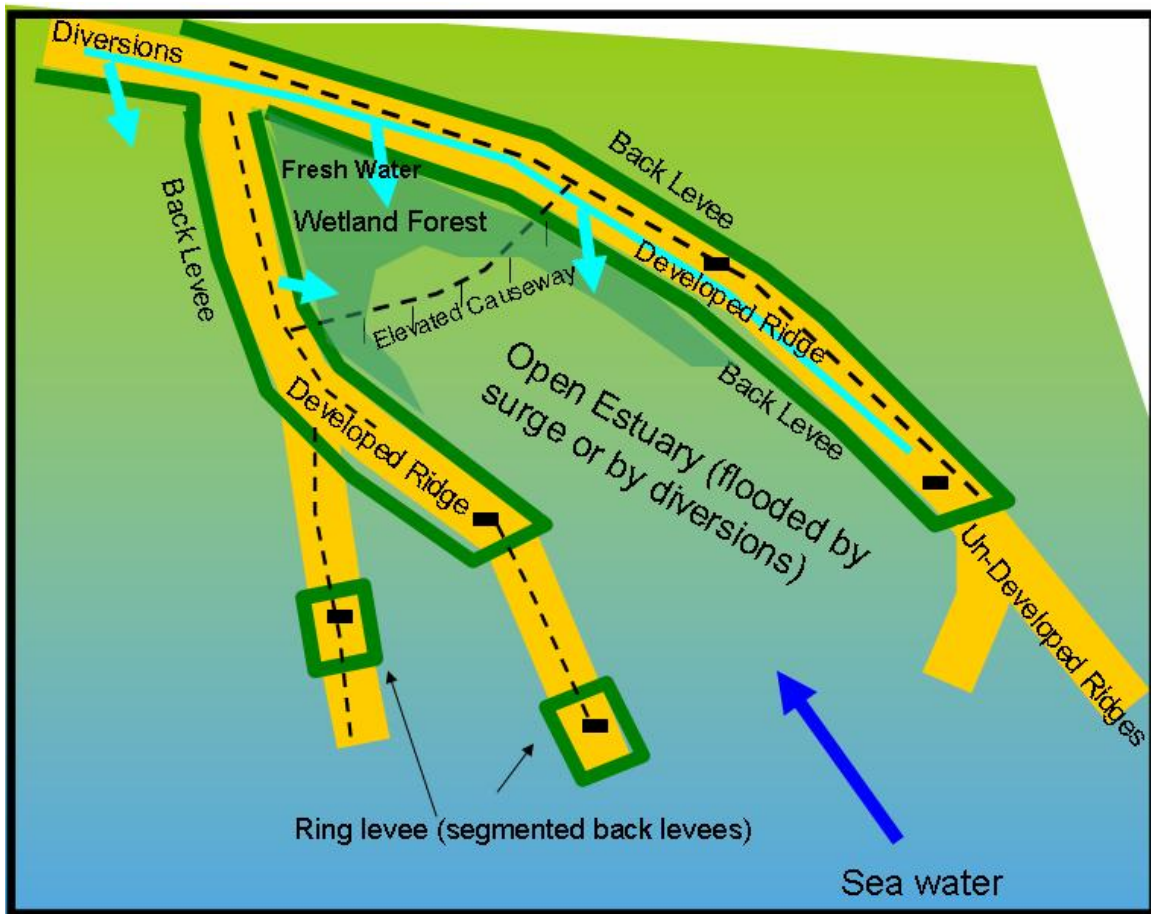 Diversions
Back Levee
Fresh Water
Back Levee
Wetland Forest
Developed Ridge
Elevated Causeway
Open Estuary (flooded by
surge or by diversions)
Back Levee
Developed Ridge
Un-Developed Ridges
Ring levee (segmented back levees)
Sea water